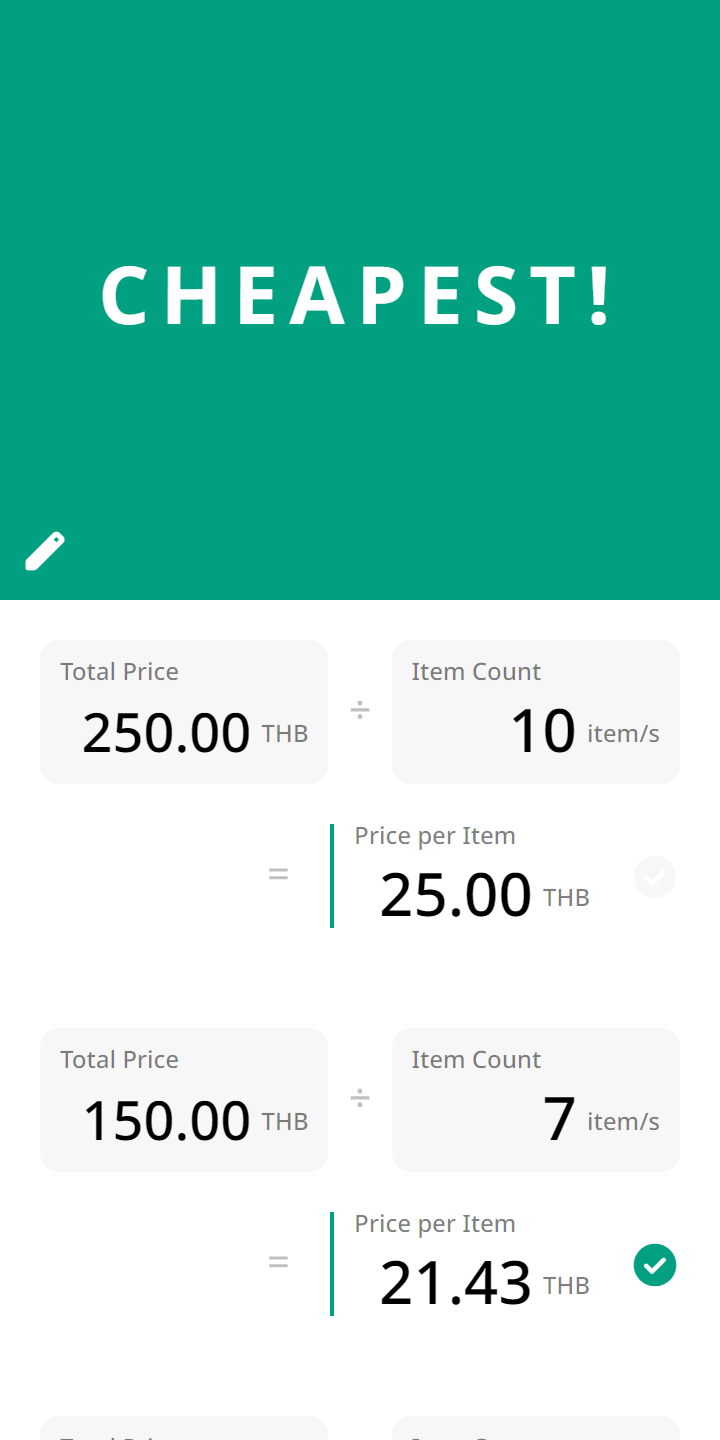 CHEAPEST!
Total Price
Item Count
250.00 THB
÷
10 item/s
Price per Item
=
25.00 THB
Total Price
Item Count
150.00 THB
÷
7 item/s
Price per Item
=
21.43 THB